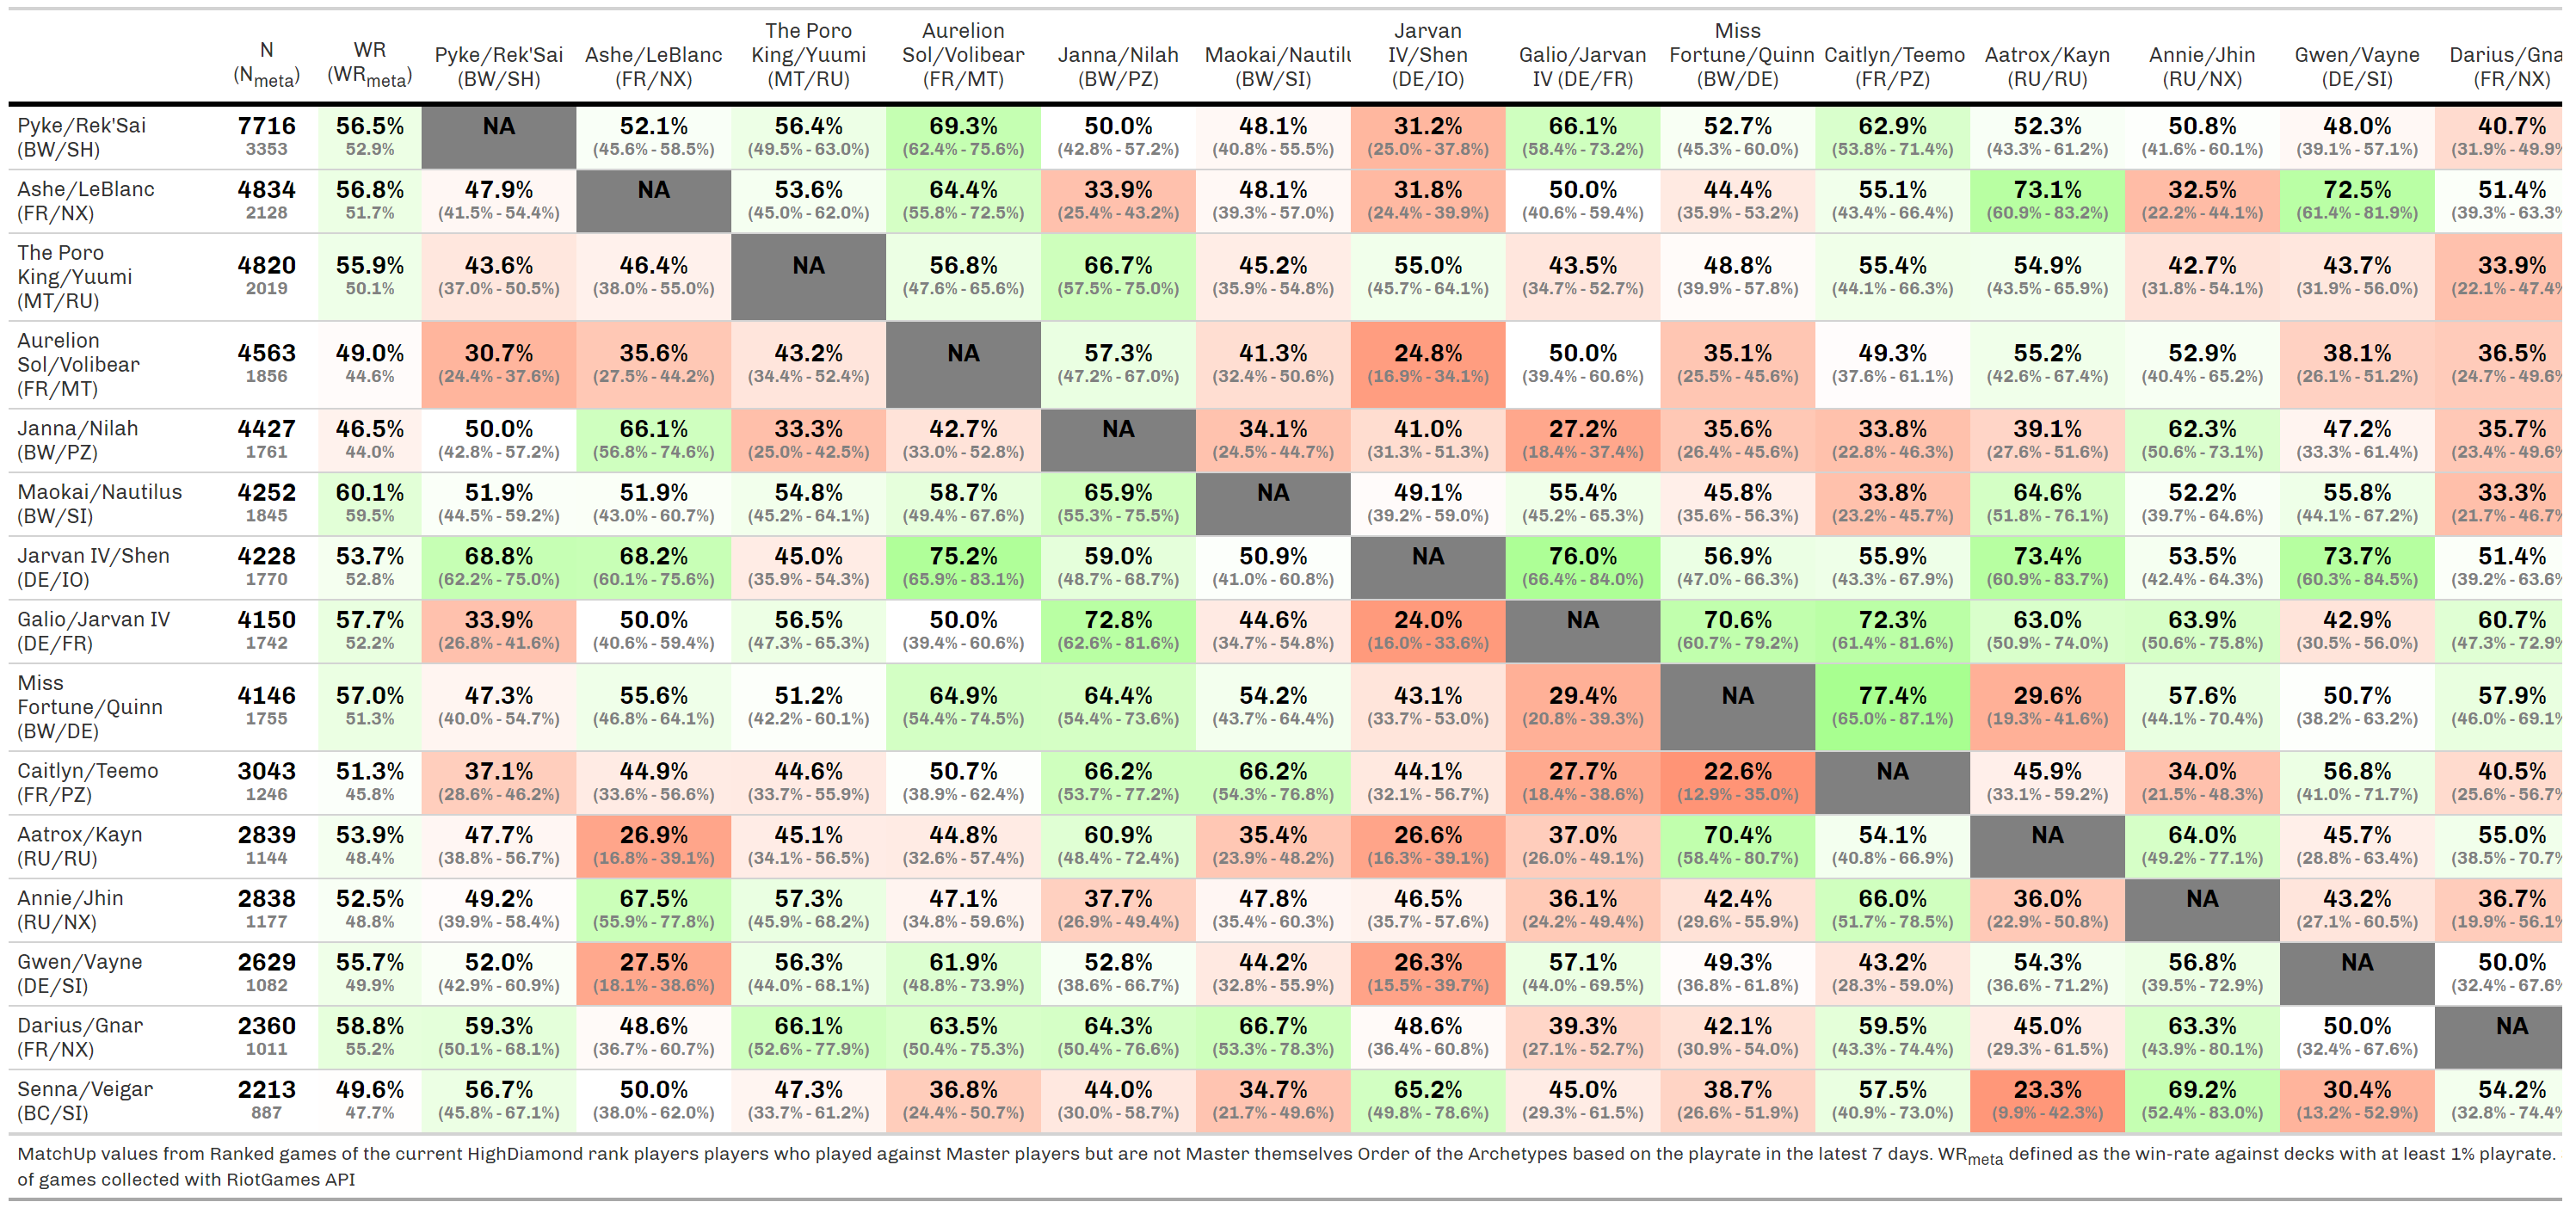 N (Nmeta) WR (WRmeta) Pyke/Rek'Sai (BW/SH) Ashe/LeBlanc (FR/NX) The Poro King/Yuumi (MT/RU) Aurelion Sol/Volibear (FR/MT) Janna/Nilah (BW/PZ) Maokai/Nautilu (BW/SI) Jarvan IV/Shen (DE/IO) Galio/Jarvan IV (DE/FR) Miss Fortune/Quinn (BW/DE) Caitlyn/Teemo (FR/PZ) Aatrox/Kayn (RU/RU) Annie/Jhin (RU/NX) Gwen/Vayne (DE/SI) Darius/Gna (FR/NX)
Pyke/Rek'Sai 7716 56.5% NA 52.1% 56.4% 69.3% 50.0% 48.1% 31.2% 66.1% 52.7% 62.9% 52.3% 50.8% 48.0% 40.7%
(BW/SH) 3353 52.9% (45.6% - 58.5%) (49.5% - 63.0%) (62.4% - 75.6%) (42.8% - 57.2%) (40.8% - 55.5%) (25.0% - 37.8%) (58.4% - 73.2%) (45.3% - 60.0%) (53.8% - 71.4%) (43.3% - 61.2%) (41.6% - 60.1%) (39.1% - 57.1%) (31.9% - 49.9%
Ashe/LeBlanc 4834 56.8% 47.9% NA 53.6% 64.4% 33.9% 48.1% 31.8% 50.0% 44.4% 55.1% 73.1% 32.5% 72.5% 51.4%
(FR/NX) 2128 51.7% (41.5% - 54.4%) (45.0% - 62.0%) (55.8% - 72.5%) (25.4% - 43.2%) (39.3% - 57.0%) (24.4% - 39.9%) (40.6% - 59.4%) (35.9% - 53.2%) (43.4% - 66.4%) (60.9% - 83.2%) (22.2% - 44.1%) (61.4% - 81.9%) (39.3% - 63.3%
The Poro
King/Yuumi 4820 55.9% 43.6% 46.4% NA 56.8% 66.7% 45.2% 55.0% 43.5% 48.8% 55.4% 54.9% 42.7% 43.7% 33.9%
(MT/RU) 2019 50.1% (37.0% - 50.5%) (38.0% - 55.0%) (47.6% - 65.6%) (57.5% - 75.0%) (35.9% - 54.8%) (45.7% - 64.1%) (34.7% - 52.7%) (39.9% - 57.8%) (44.1% - 66.3%) (43.5% - 65.9%) (31.8% - 54.1%) (31.9% - 56.0%) (22.1% - 47.4%
Aurelion
Sol/Volibear 4563 49.0% 30.7% 35.6% 43.2% NA 57.3% 41.3% 24.8% 50.0% 35.1% 49.3% 55.2% 52.9% 38.1% 36.5%
(FR/MT) 1856 44.6% (24.4% - 37.6%) (27.5% - 44.2%) (34.4% - 52.4%) (47.2% - 67.0%) (32.4% - 50.6%) (16.9% - 34.1%) (39.4% - 60.6%) (25.5% - 45.6%) (37.6% - 61.1%) (42.6% - 67.4%) (40.4% - 65.2%) (26.1% - 51.2%) (24.7% - 49.6%
Janna/Nilah 4427 46.5% 50.0% 66.1% 33.3% 42.7% NA 34.1% 41.0% 27.2% 35.6% 33.8% 39.1% 62.3% 47.2% 35.7%
(BW/PZ) 1761 44.0% (42.8% - 57.2%) (56.8% - 74.6%) (25.0% - 42.5%) (33.0% - 52.8%) (24.5% - 44.7%) (31.3% - 51.3%) (18.4% - 37.4%) (26.4% - 45.6%) (22.8% - 46.3%) (27.6% - 51.6%) (50.6% - 73.1%) (33.3% - 61.4%) (23.4% - 49.6%
Maokai/Nautilus 4252 60.1% 51.9% 51.9% 54.8% 58.7% 65.9% NA 49.1% 55.4% 45.8% 33.8% 64.6% 52.2% 55.8% 33.3%
(BW/SI) 1845 59.5% (44.5% - 59.2%) (43.0% - 60.7%) (45.2% - 64.1%) (49.4% - 67.6%) (55.3% - 75.5%) (39.2% - 59.0%) (45.2% - 65.3%) (35.6% - 56.3%) (23.2% - 45.7%) (51.8% - 76.1%) (39.7% - 64.6%) (44.1% - 67.2%) (21.7% - 46.7%
Jarvan IV/Shen 4228 53.7% 68.8% 68.2% 45.0% 75.2% 59.0% 50.9% NA 76.0% 56.9% 55.9% 73.4% 53.5% 73.7% 51.4%
(DE/IO) 1770 52.8% (62.2% - 75.0%) (60.1% - 75.6%) (35.9% - 54.3%) (65.9% - 83.1%) (48.7% - 68.7%) (41.0% - 60.8%) (66.4% - 84.0%) (47.0% - 66.3%) (43.3% - 67.9%) (60.9% - 83.7%) (42.4% - 64.3%) (60.3% - 84.5%) (39.2% - 63.6%
Galio/Jarvan IV 4150 57.7% 33.9% 50.0% 56.5% 50.0% 72.8% 44.6% 24.0% NA 70.6% 72.3% 63.0% 63.9% 42.9% 60.7%
(DE/FR) 1742 52.2% (26.8% - 41.6%) (40.6% - 59.4%) (47.3% - 65.3%) (39.4% - 60.6%) (62.6% - 81.6%) (34.7% - 54.8%) (16.0% - 33.6%) (60.7% - 79.2%) (61.4% - 81.6%) (50.9% - 74.0%) (50.6% - 75.8%) (30.5% - 56.0%) (47.3% - 72.9%
Miss
Fortune/Quinn 4146 57.0% 47.3% 55.6% 51.2% 64.9% 64.4% 54.2% 43.1% 29.4% NA 77.4% 29.6% 57.6% 50.7% 57.9%
(BW/DE) 1755 51.3% (40.0% - 54.7%) (46.8% - 64.1%) (42.2% - 60.1%) (54.4% - 74.5%) (54.4% - 73.6%) (43.7% - 64.4%) (33.7% - 53.0%) (20.8% - 39.3%) (65.0% - 87.1%) (19.3% - 41.6%) (44.1% - 70.4%) (38.2% - 63.2%) (46.0% - 69.1%
Caitlyn/Teemo 3043 51.3% 37.1% 44.9% 44.6% 50.7% 66.2% 66.2% 44.1% 27.7% 22.6% NA 45.9% 34.0% 56.8% 40.5%
(FR/PZ) 1246 45.8% (28.6% - 46.2%) (33.6% - 56.6%) (33.7% - 55.9%) (38.9% - 62.4%) (53.7% - 77.2%) (54.3% - 76.8%) (32.1% - 56.7%) (18.4% - 38.6%) (12.9% - 35.0%) (33.1% - 59.2%) (21.5% - 48.3%) (41.0% - 71.7%) (25.6% - 56.7%
Aatrox/Kayn 2839 53.9% 47.7% 26.9% 45.1% 44.8% 60.9% 35.4% 26.6% 37.0% 70.4% 54.1% NA 64.0% 45.7% 55.0%
(RU/RU) 1144 48.4% (38.8% - 56.7%) (16.8% - 39.1%) (34.1% - 56.5%) (32.6% - 57.4%) (48.4% - 72.4%) (23.9% - 48.2%) (16.3% - 39.1%) (26.0% - 49.1%) (58.4% - 80.7%) (40.8% - 66.9%) (49.2% - 77.1%) (28.8% - 63.4%) (38.5% - 70.7%
Annie/Jhin 2838 52.5% 49.2% 67.5% 57.3% 47.1% 37.7% 47.8% 46.5% 36.1% 42.4% 66.0% 36.0% NA 43.2% 36.7%
(RU/NX) 1177 48.8% (39.9% - 58.4%) (55.9% - 77.8%) (45.9% - 68.2%) (34.8% - 59.6%) (26.9% - 49.4%) (35.4% - 60.3%) (35.7% - 57.6%) (24.2% - 49.4%) (29.6% - 55.9%) (51.7% - 78.5%) (22.9% - 50.8%) (27.1% - 60.5%) (19.9% - 56.1%
Gwen/Vayne 2629 55.7% 52.0% 27.5% 56.3% 61.9% 52.8% 44.2% 26.3% 57.1% 49.3% 43.2% 54.3% 56.8% NA 50.0%
(DE/SI) 1082 49.9% (42.9% - 60.9%) (18.1% - 38.6%) (44.0% - 68.1%) (48.8% - 73.9%) (38.6% - 66.7%) (32.8% - 55.9%) (15.5% - 39.7%) (44.0% - 69.5%) (36.8% - 61.8%) (28.3% - 59.0%) (36.6% - 71.2%) (39.5% - 72.9%) (32.4% - 67.6%
Darius/Gnar 2360 58.8% 59.3% 48.6% 66.1% 63.5% 64.3% 66.7% 48.6% 39.3% 42.1% 59.5% 45.0% 63.3% 50.0% NA
(FR/NX) 1011 55.2% (50.1% - 68.1%) (36.7% - 60.7%) (52.6% - 77.9%) (50.4% - 75.3%) (50.4% - 76.6%) (53.3% - 78.3%) (36.4% - 60.8%) (27.1% - 52.7%) (30.9% - 54.0%) (43.3% - 74.4%) (29.3% - 61.5%) (43.9% - 80.1%) (32.4% - 67.6%)
Senna/Veigar 2213 49.6% 56.7% 50.0% 47.3% 36.8% 44.0% 34.7% 65.2% 45.0% 38.7% 57.5% 23.3% 69.2% 30.4% 54.2%
(BC/SI) 887 47.7% (45.8% - 67.1%) (38.0% - 62.0%) (33.7% - 61.2%) (24.4% - 50.7%) (30.0% - 58.7%) (21.7% - 49.6%) (49.8% - 78.6%) (29.3% - 61.5%) (26.6% - 51.9%) (40.9% - 73.0%) (9.9% - 42.3%) (52.4% - 83.0%) (13.2% - 52.9%) (32.8% - 74.4%
MatchUp values from Ranked games of the current HighDiamond rank players players who played against Master players but are not Master themselves Order of the Archetypes based on the playrate in the latest 7 days. WRmeta defined as the win-rate against decks with at least 1% playrate.
of games collected with RiotGames API